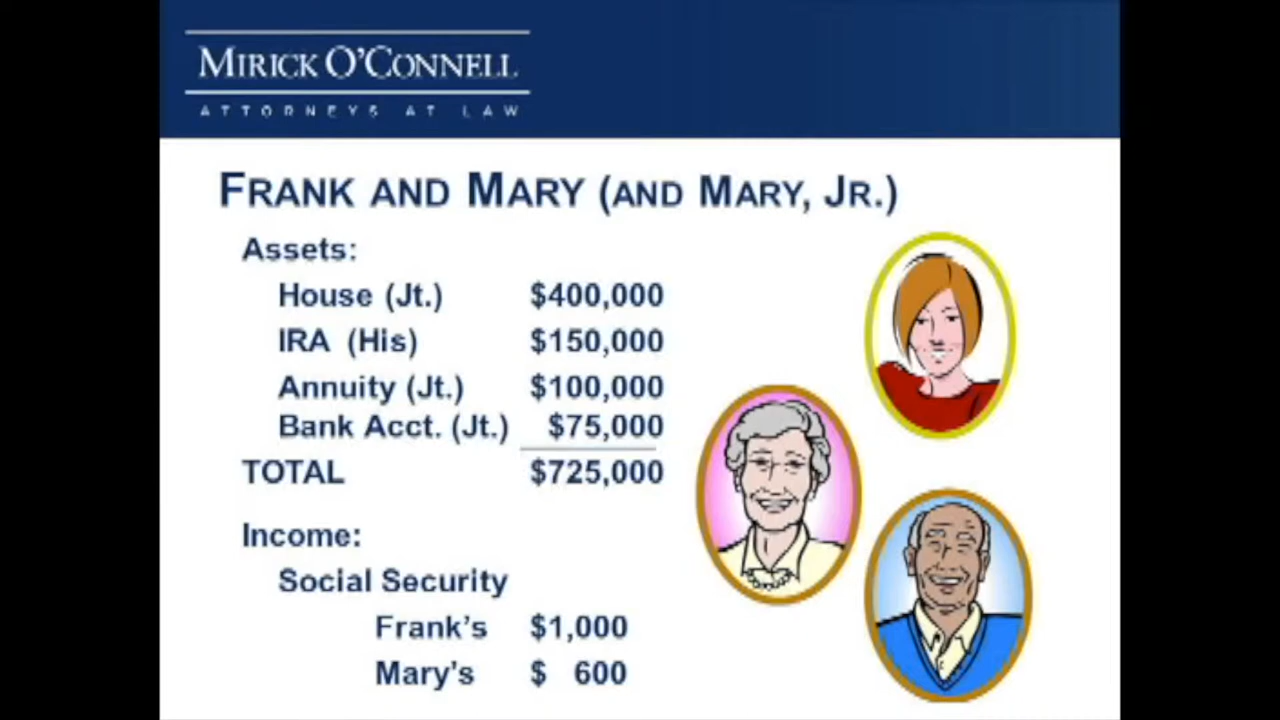 MIRICK O'CONNELL
ATTORNEYS AT LAW
FRANK AND MARY (AND MARY, JR.)
Assets:
House (Jt.) $400,000
IRA (His) $150,000
Annuity (Jt.) $100,000
Bank Acct. (Jt.) $75,000
TOTAL $725,000
Income:
Social Security
Frank's $1,000
Mary's $ 600